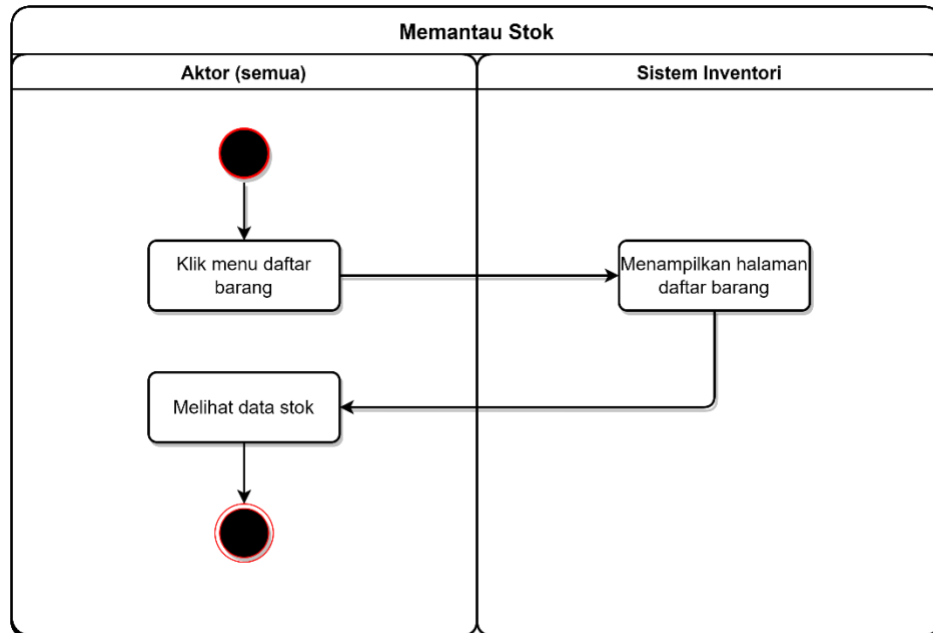 Memantau Stok
Aktor (semua)
Sistem Inventori
Klik menu daftar
barang
Menampilkan halaman
daftar barang
Melihat data stok